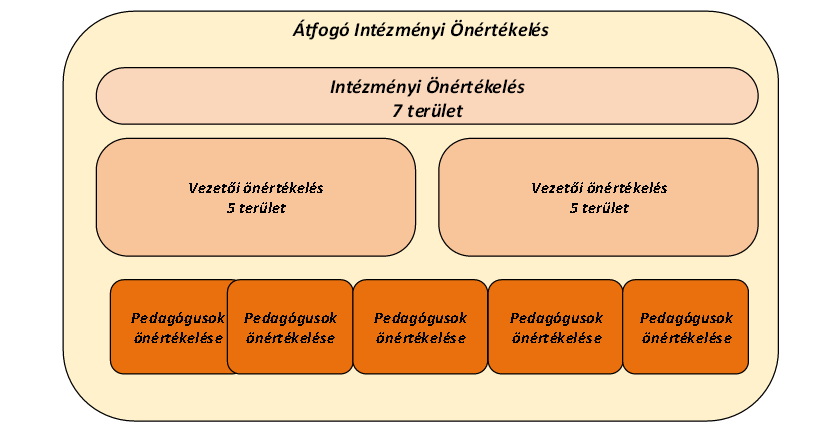 Átfogó Intézményi Önértékelés
Intézményi Önértékelés
7 terület
Vezetői önértékelés
5 terület
Vezetői önértékelés
5 terület
Pedagógusok
önértékelése
Pedagógusok
önértékelése
Pedagógusok
önértékelése
Pedagógusok
önértékelése
Pedagógusok
önértékelése